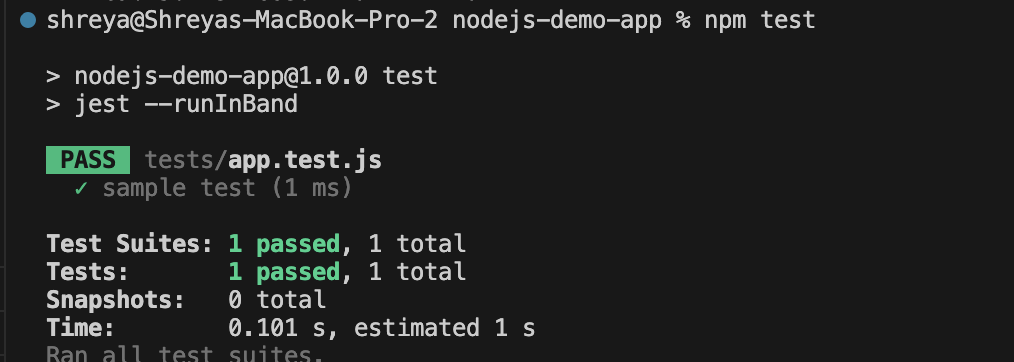 shreya@Shreyas-MacBook-Pro-2 nodejs-demo-app % npm test
> nodejs-demo-app@1.0.0 test
> jest --runInBand
PASS tests/app.test.js
✓ sample test (1 ms)
Test Suites: 1 passed, 1 total
Tests: 1 passed, 1 total
Snapshots: 0 total
Time: 0.101 s, estimated 1 s
Ran all test suites.